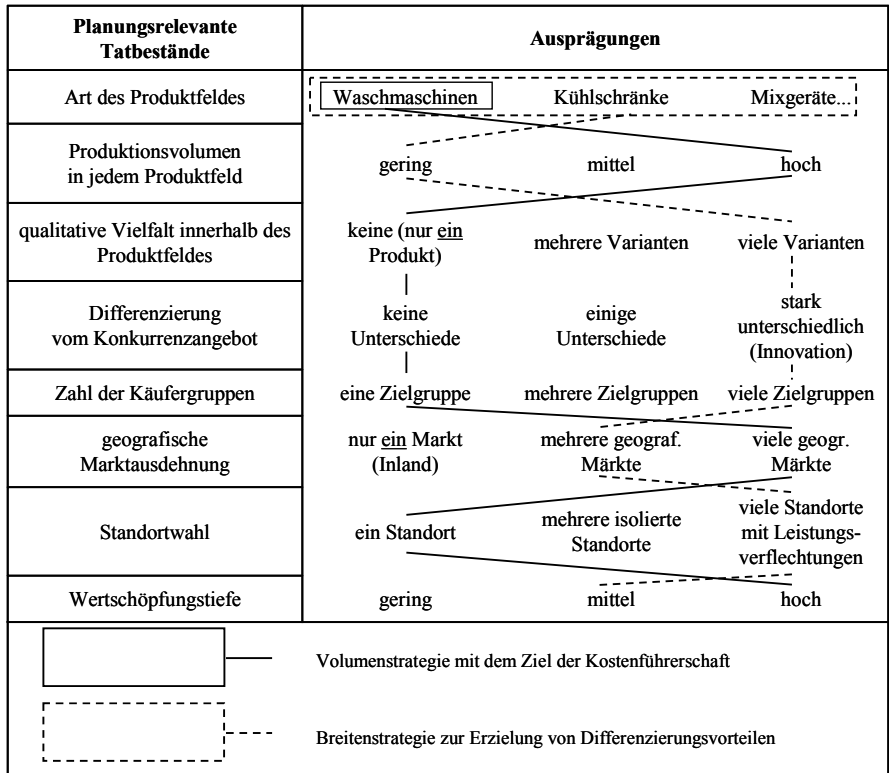 Planungsrelevante
Tatbestände
Ausprägungen
Art des Produktfeldes
Waschmaschinen
Kühlschränke
Mixgeräte...
Produktionsvolumen
in jedem Produktfeld
gering
mittel
hoch
qualitative Vielfalt innerhalb des
Produktfeldes
keine (nur ein
Produkt)
mehrere Varianten
viele Varianten
Differenzierung
vom Konkurrenzangebot
keine
Unterschiede
einige
Unterschiede
stark
unterschiedlich
(Innovation)
Zahl der Käufergruppen
eine Zielgruppe
mehrere Zielgruppen
viele Zielgruppen
geografische
Marktausdehnung
nur ein Markt
(Inland)
mehrere geograf.
Märkte
viele geogr.
Märkte
Standortwahl
ein Standort
mehrere isolierte
Standorte
viele Standorte
mit Leistungs-
verflechtungen
Wertschöpfungstiefe
gering
mittel
hoch
Volumenstrategie mit dem Ziel der Kostenführerschaft
Breitenstrategie zur Erzielung von Differenzierungsvorteilen